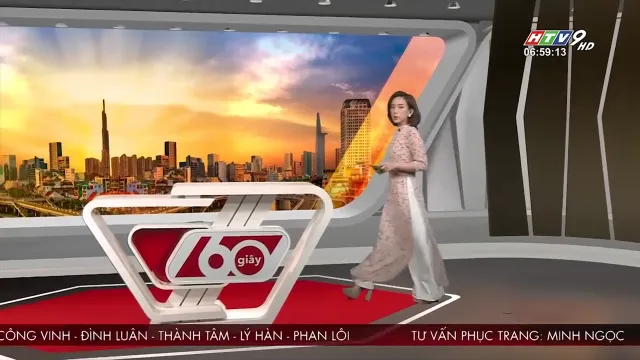 HTV9 HD
06:59:13
60 giây
CÔNG VINH - ĐÌNH LUÂN - THÀNH TÂM - LÝ HÀN - PHAN LÔI TƯ VẤN PHỤC TRANG: MINH NGỌC